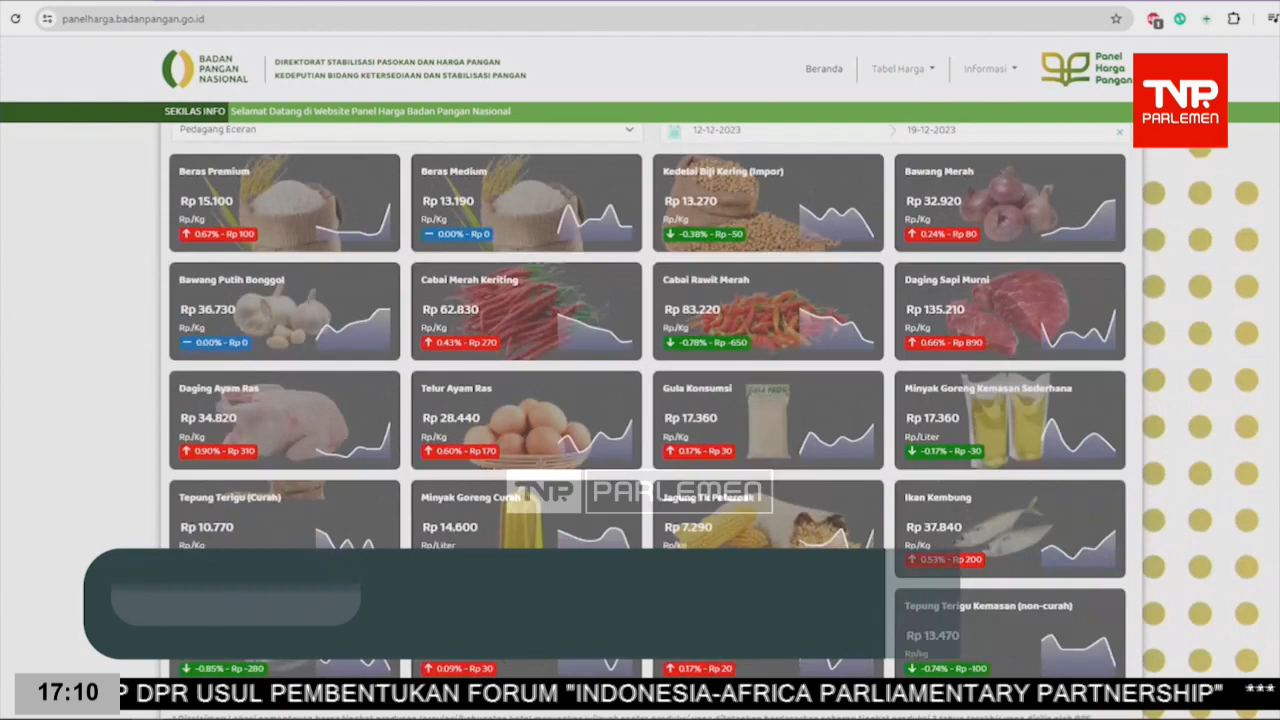 panelharga.badanpangan.go.id
BADAN
PANGAN
NASIONAL
DIREKTORAT STABILISASI PASOKAN DAN HARGA PANGAN
KEDEPUTIAN BIDANG KETERSEDIAAN DAN STABILISASI PANGAN
Beranda
Tabel Harga
Informasi
Panel
Harga
Pangan
TVP.
PARLEMEN
SEKILAS INFO
Selamat Datang di Website Panel Harga Badan Pangan Nasional
Pedagang Eceran
12-12-2023
19-12-2023
Beras Premium
Rp 15.100
Rp/Kg
0.67% - Rp 100
Beras Medium
Rp 13.190
Rp/Kg
0.00% - Rp 0
Kedelai Biji Kering (Impor)
Rp 13.270
Rp/Kg
-0.38% - Rp -50
Bawang Merah
Rp 32.920
Rp/Kg
0.24% - Rp 80
Bawang Putih Bonggol
Rp 36.730
Rp/Kg
0.00% - Rp 0
Cabai Merah Keriting
Rp 62.830
Rp/Kg
0.43% - Rp 270
Cabai Rawit Merah
Rp 83.220
Rp/Kg
-0.78% - Rp -650
Daging Sapi Murni
Rp 135.210
Rp/Kg
0.66% - Rp 890
Daging Ayam Ras
Rp 34.820
Rp/Kg
0.90% - Rp 310
Telur Ayam Ras
Rp 28.440
Rp/Kg
0.60% - Rp 170
Gula Konsumsi
Rp 17.360
Rp/Kg
0.17% - Rp 30
Minyak Goreng Kemasan Sederhana
Rp 17.360
Rp/Liter
-0.17% - Rp -30
TVP. PARLEMEN
Tepung Terigu (Curah)
Rp 10.770
Rp/Kg
Minyak Goreng Curah
Rp 14.600
Rp/Liter
Jagung Tk Peternak
Rp 7.290
Rp/Kg
Ikan Kembung
Rp 37.840
Rp/Kg
0.53% - Rp 200
Tepung Terigu Kemasan (non-curah)
Rp 13.470
Rp/kg
-0.85% - Rp -280
0.09% - Rp 30
0.17% - Rp 20
-0.74% - Rp -100
17:10
P DPR USUL PEMBENTUKAN FORUM "INDONESIA-AFRICA PARLIAMENTARY PARTNERSHIP" ***